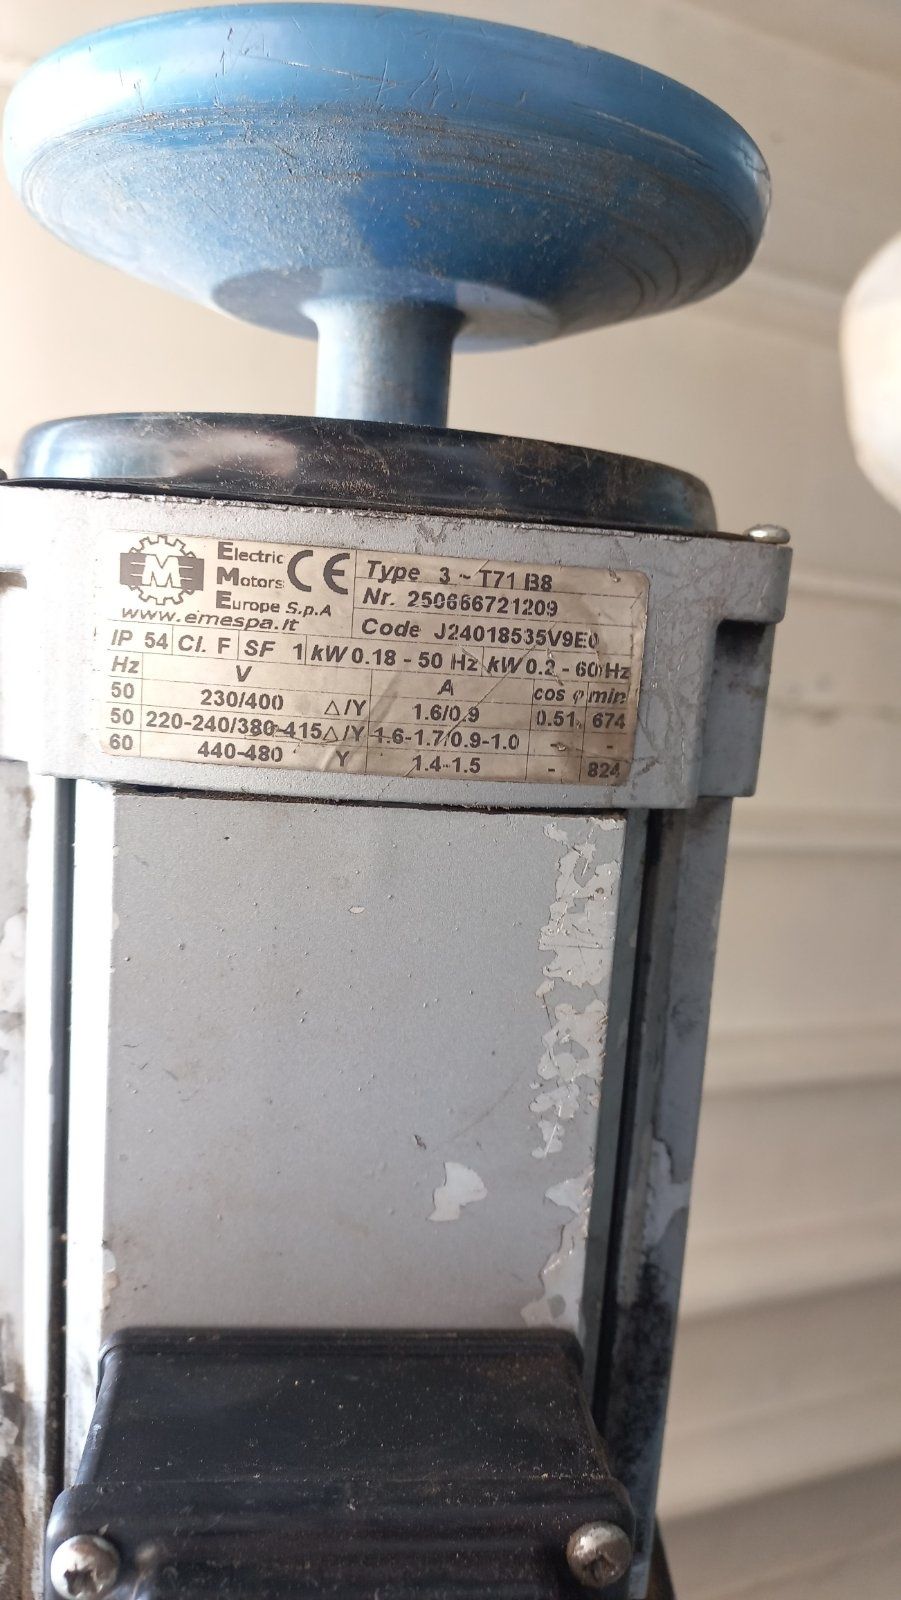 EME Electric Motors Europe S.p.A CE
www.emespa.it
Type 3 ~ T71 B8
Nr. 250666721209
Code J24018535V9E0
IP 54 Cl. F SF 1 kW 0.18 - 50 Hz kW 0.2 - 60 Hz
Hz V A cos φ min
50 230/400 △/Y 1.6/0.9 0.51 674
50 220-240/380-415 △/Y 1.6-1.7/0.9-1.0 - -
60 440-480 Y 1.4-1.5 - 824